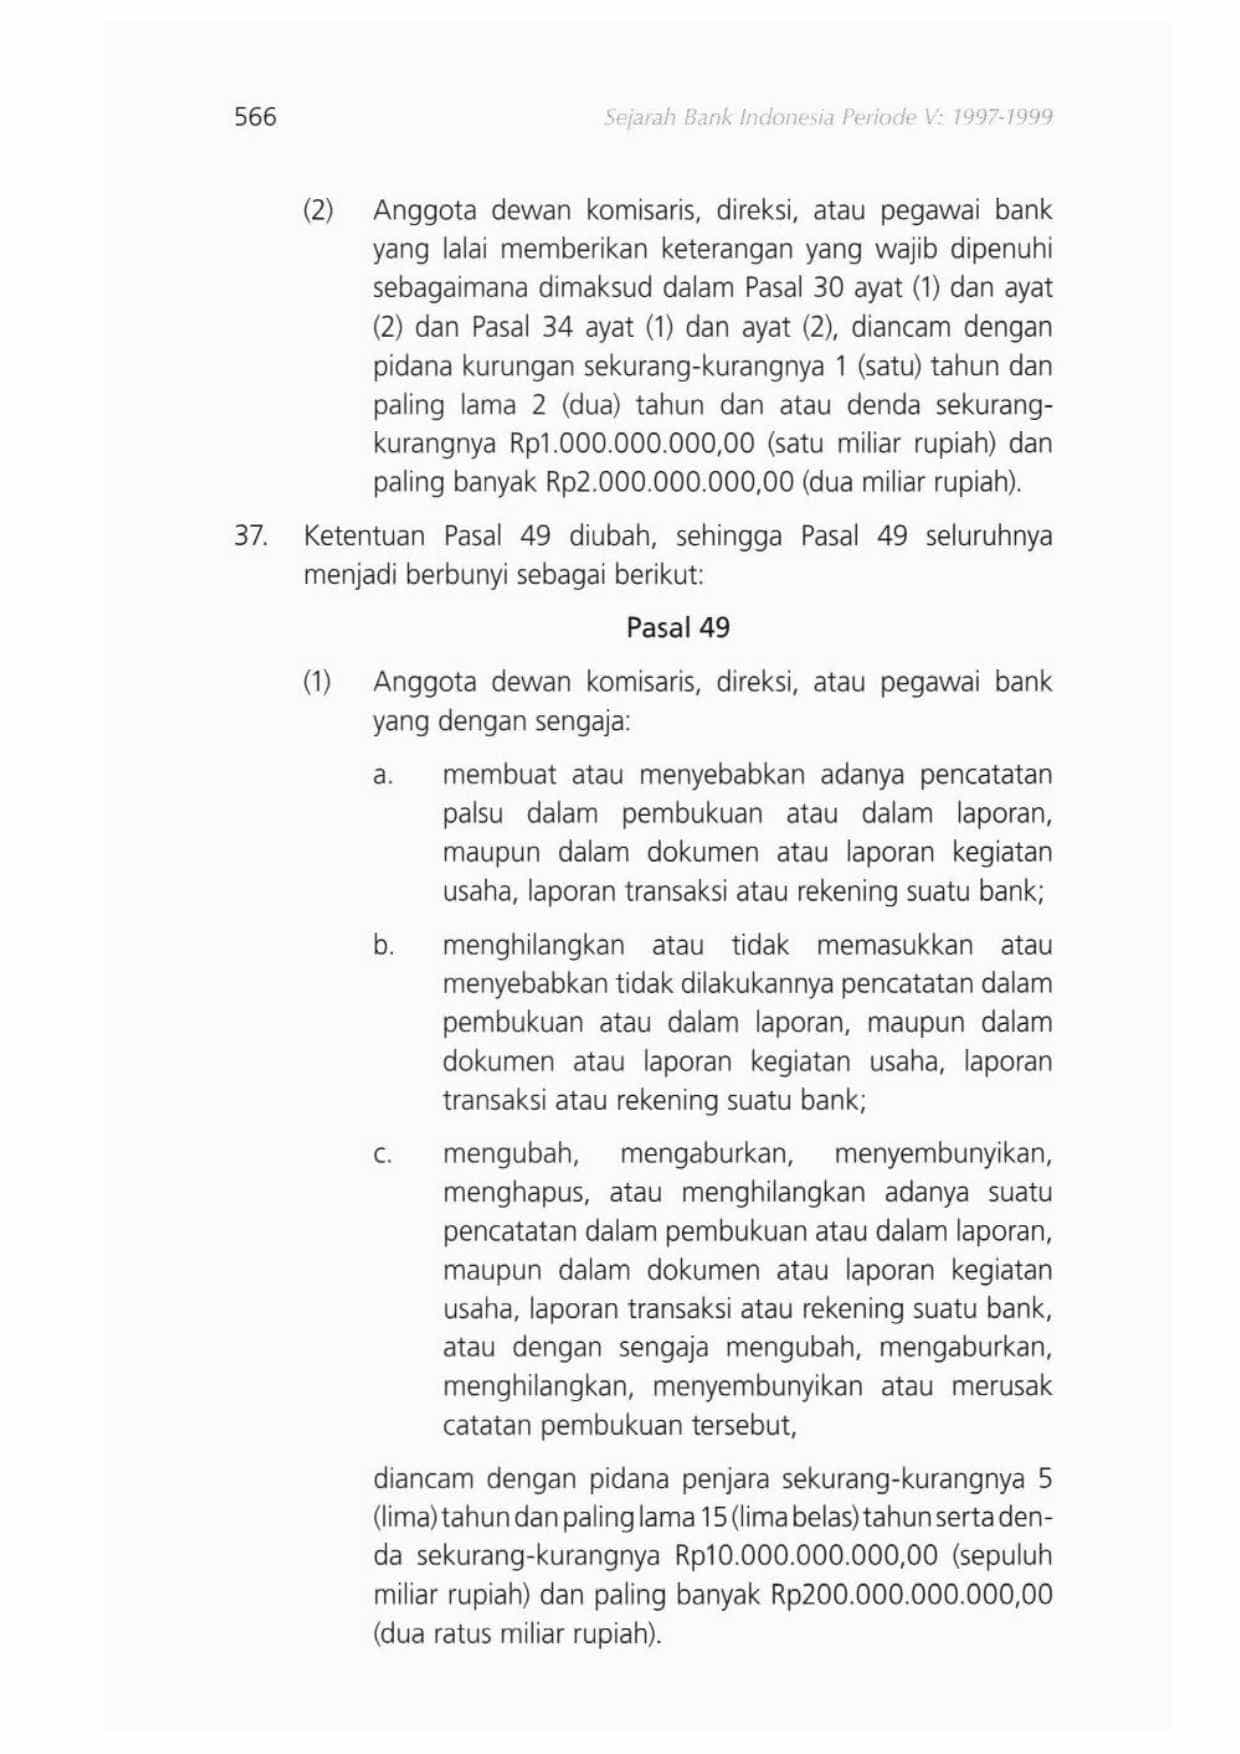 566
Sejarah Bank Indonesia Periode V: 1997-1999
(2) Anggota dewan komisaris, direksi, atau pegawai bank
yang lalai memberikan keterangan yang wajib dipenuhi
sebagaimana dimaksud dalam Pasal 30 ayat (1) dan ayat
(2) dan Pasal 34 ayat (1) dan ayat (2), diancam dengan
pidana kurungan sekurang-kurangnya 1 (satu) tahun dan
paling lama 2 (dua) tahun dan atau denda sekurang-
kurangnya Rp1.000.000.000,00 (satu miliar rupiah) dan
paling banyak Rp2.000.000.000,00 (dua miliar rupiah).
37. Ketentuan Pasal 49 diubah, sehingga Pasal 49 seluruhnya
menjadi berbunyi sebagai berikut:
Pasal 49
(1) Anggota dewan komisaris, direksi, atau pegawai bank
yang dengan sengaja:
a. membuat atau menyebabkan adanya pencatatan
palsu dalam pembukuan atau dalam laporan,
maupun dalam dokumen atau laporan kegiatan
usaha, laporan transaksi atau rekening suatu bank;
b. menghilangkan atau tidak memasukkan atau
menyebabkan tidak dilakukannya pencatatan dalam
pembukuan atau dalam laporan, maupun dalam
dokumen atau laporan kegiatan usaha, laporan
transaksi atau rekening suatu bank;
c. mengubah, mengaburkan, menyembunyikan,
menghapus, atau menghilangkan adanya suatu
pencatatan dalam pembukuan atau dalam laporan,
maupun dalam dokumen atau laporan kegiatan
usaha, laporan transaksi atau rekening suatu bank,
atau dengan sengaja mengubah, mengaburkan,
menghilangkan, menyembunyikan atau merusak
catatan pembukuan tersebut,
diancam dengan pidana penjara sekurang-kurangnya 5
(lima) tahun dan paling lama 15 (lima belas) tahun serta den-
da sekurang-kurangnya Rp10.000.000.000,00 (sepuluh
miliar rupiah) dan paling banyak Rp200.000.000.000,00
(dua ratus miliar rupiah).